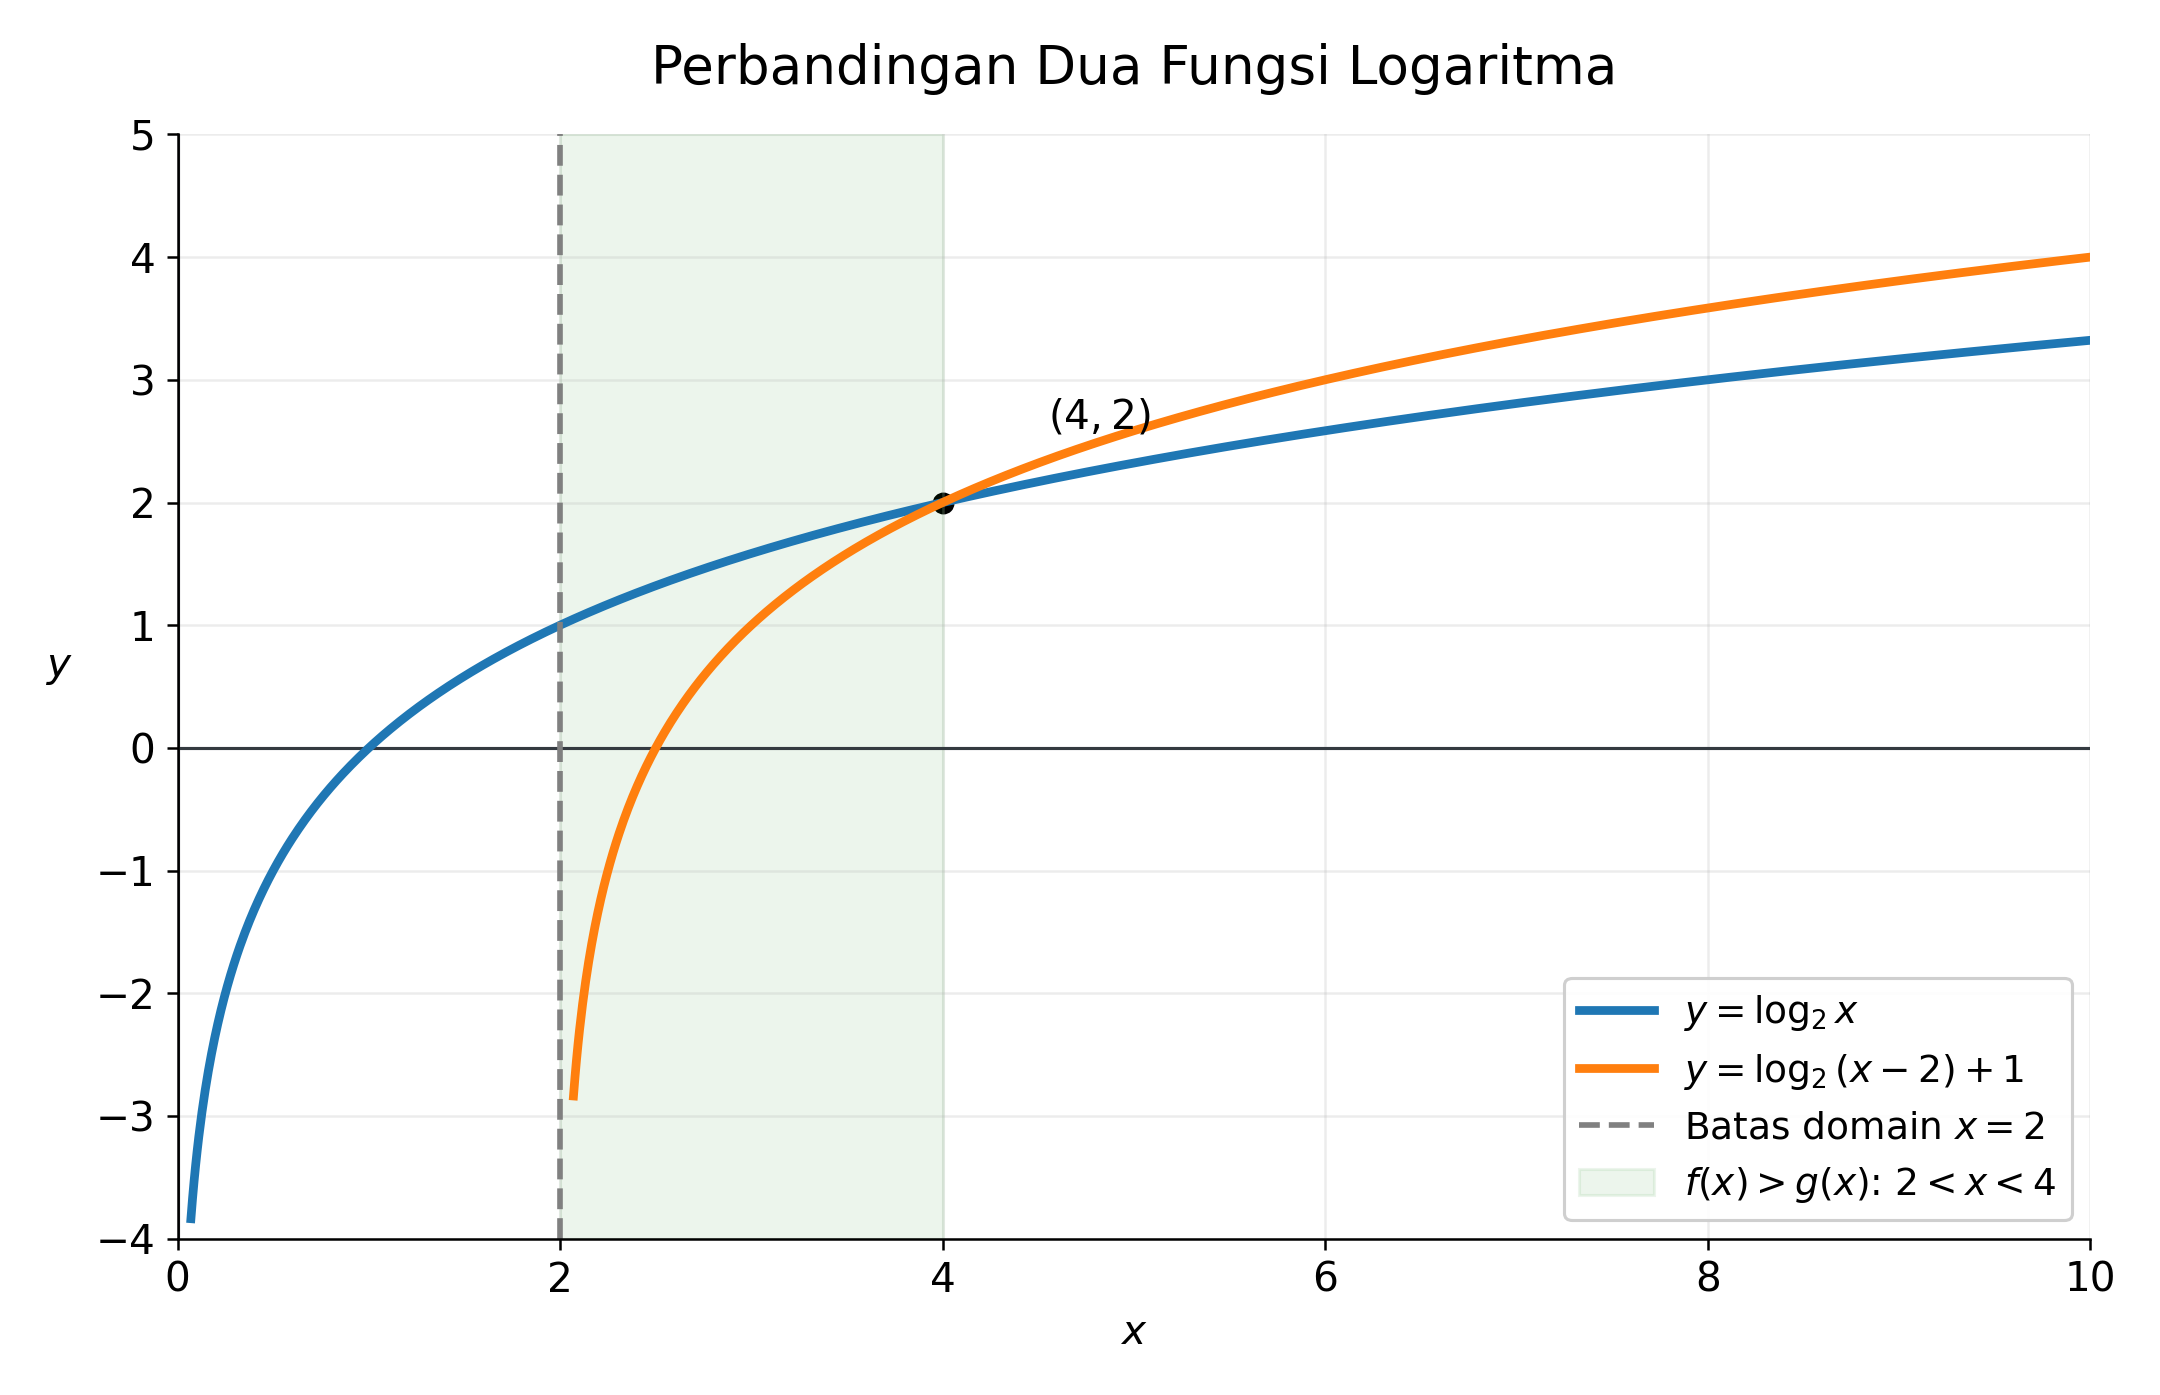 Perbandingan Dua Fungsi Logaritma
5
4
3
2
1
0
−1
−2
−3
−4
y
(4, 2)
y = log₂ x
y = log₂ (x − 2) + 1
Batas domain x = 2
f(x) > g(x): 2 < x < 4
0 2 4 6 8 10
x